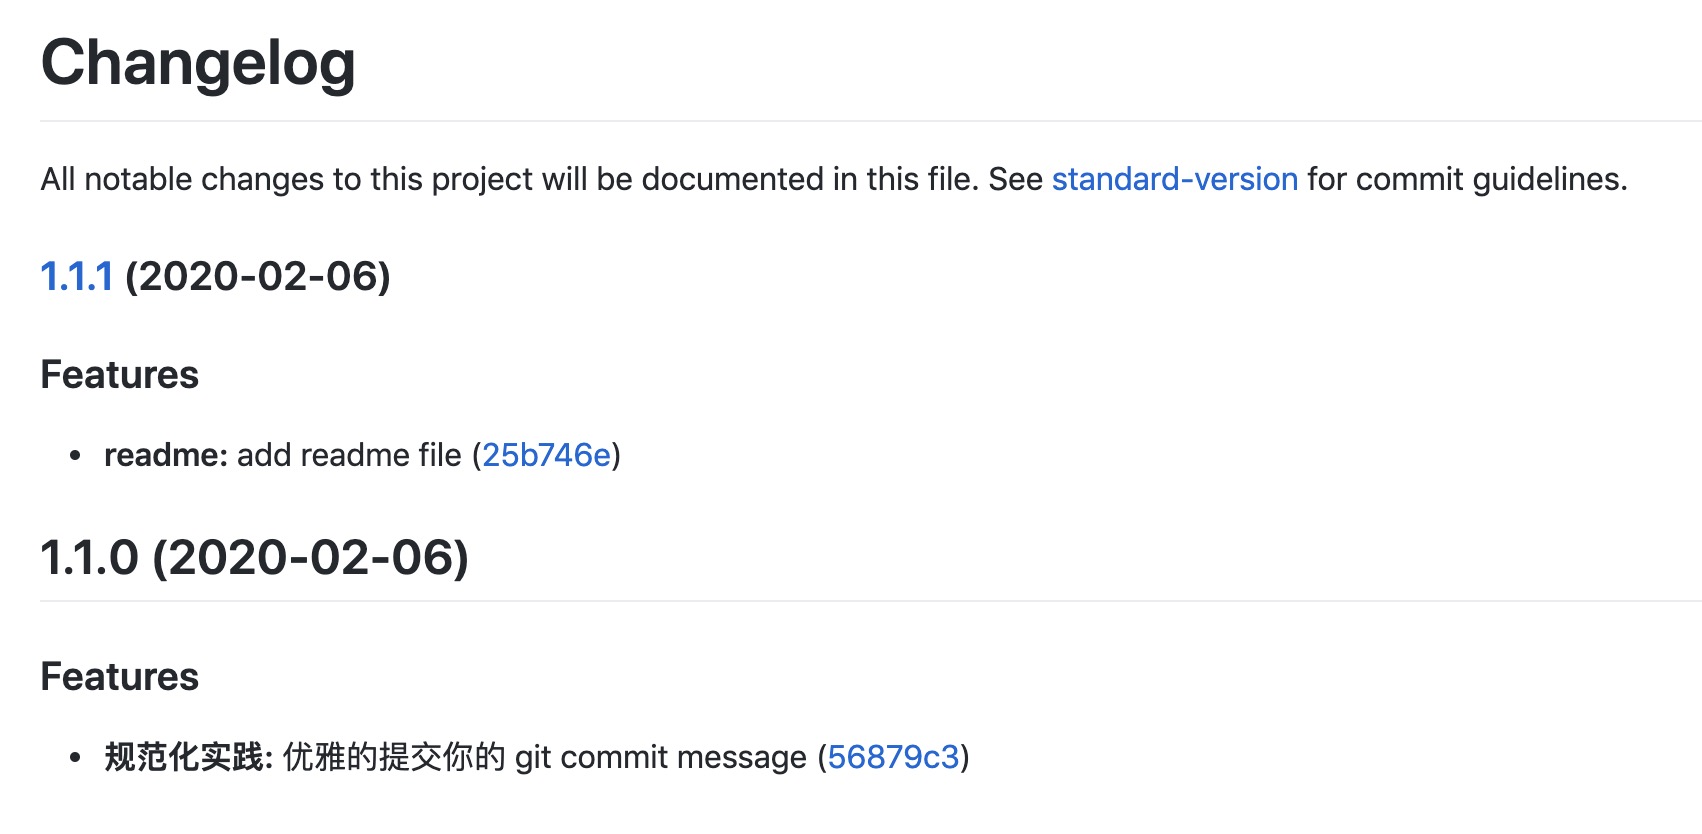 Changelog
All notable changes to this project will be documented in this file. See standard-version for commit guidelines.
1.1.1 (2020-02-06)
Features
• readme: add readme file (25b746e)
1.1.0 (2020-02-06)
Features
• 规范化实践: 优雅的提交你的 git commit message (56879c3)